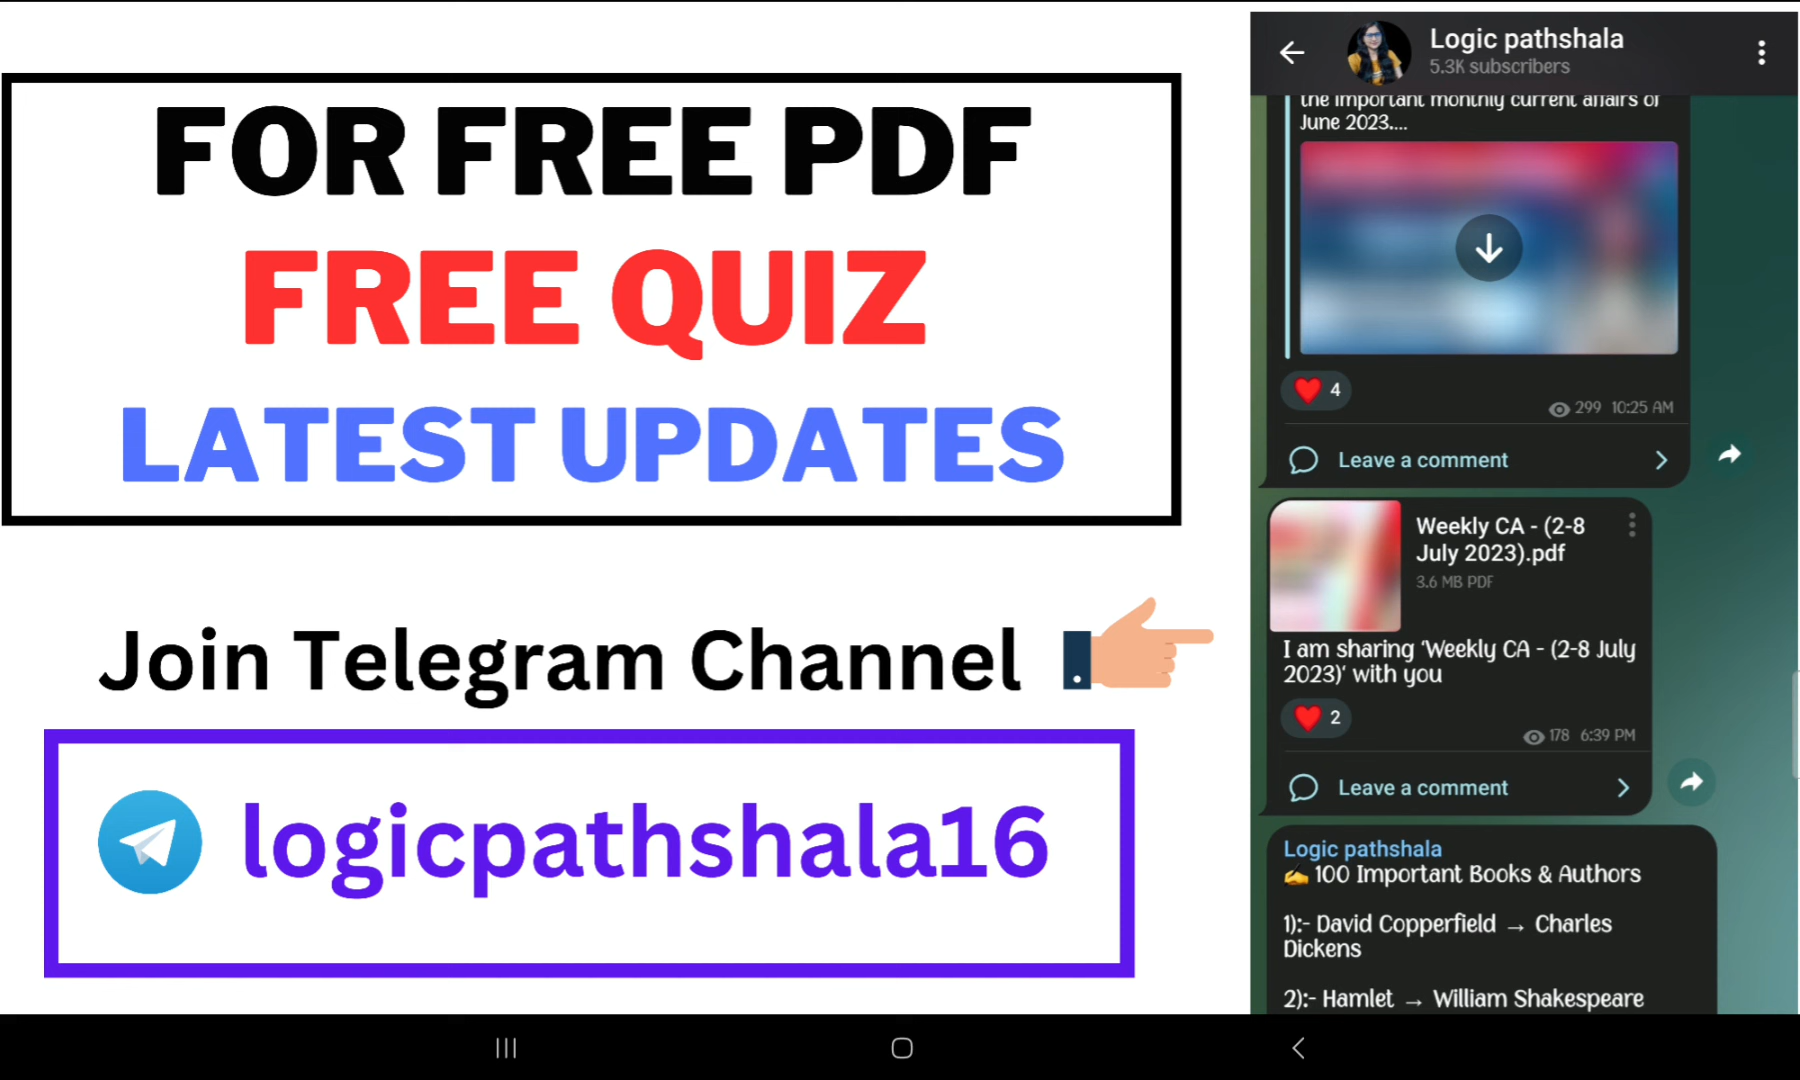 FOR FREE PDF
FREE QUIZ
LATEST UPDATES
Join Telegram Channel
logicpathshala16
Logic pathshala
5.3K subscribers
the important monthly current affairs of
June 2023....
4
299 10:25 AM
Leave a comment
Weekly CA - (2-8
July 2023).pdf
3.6 MB PDF
I am sharing 'Weekly CA - (2-8 July
2023)' with you
2
178 6:39 PM
Leave a comment
Logic pathshala
✍ 100 Important Books & Authors
1):- David Copperfield → Charles
Dickens
2):- Hamlet → William Shakespeare